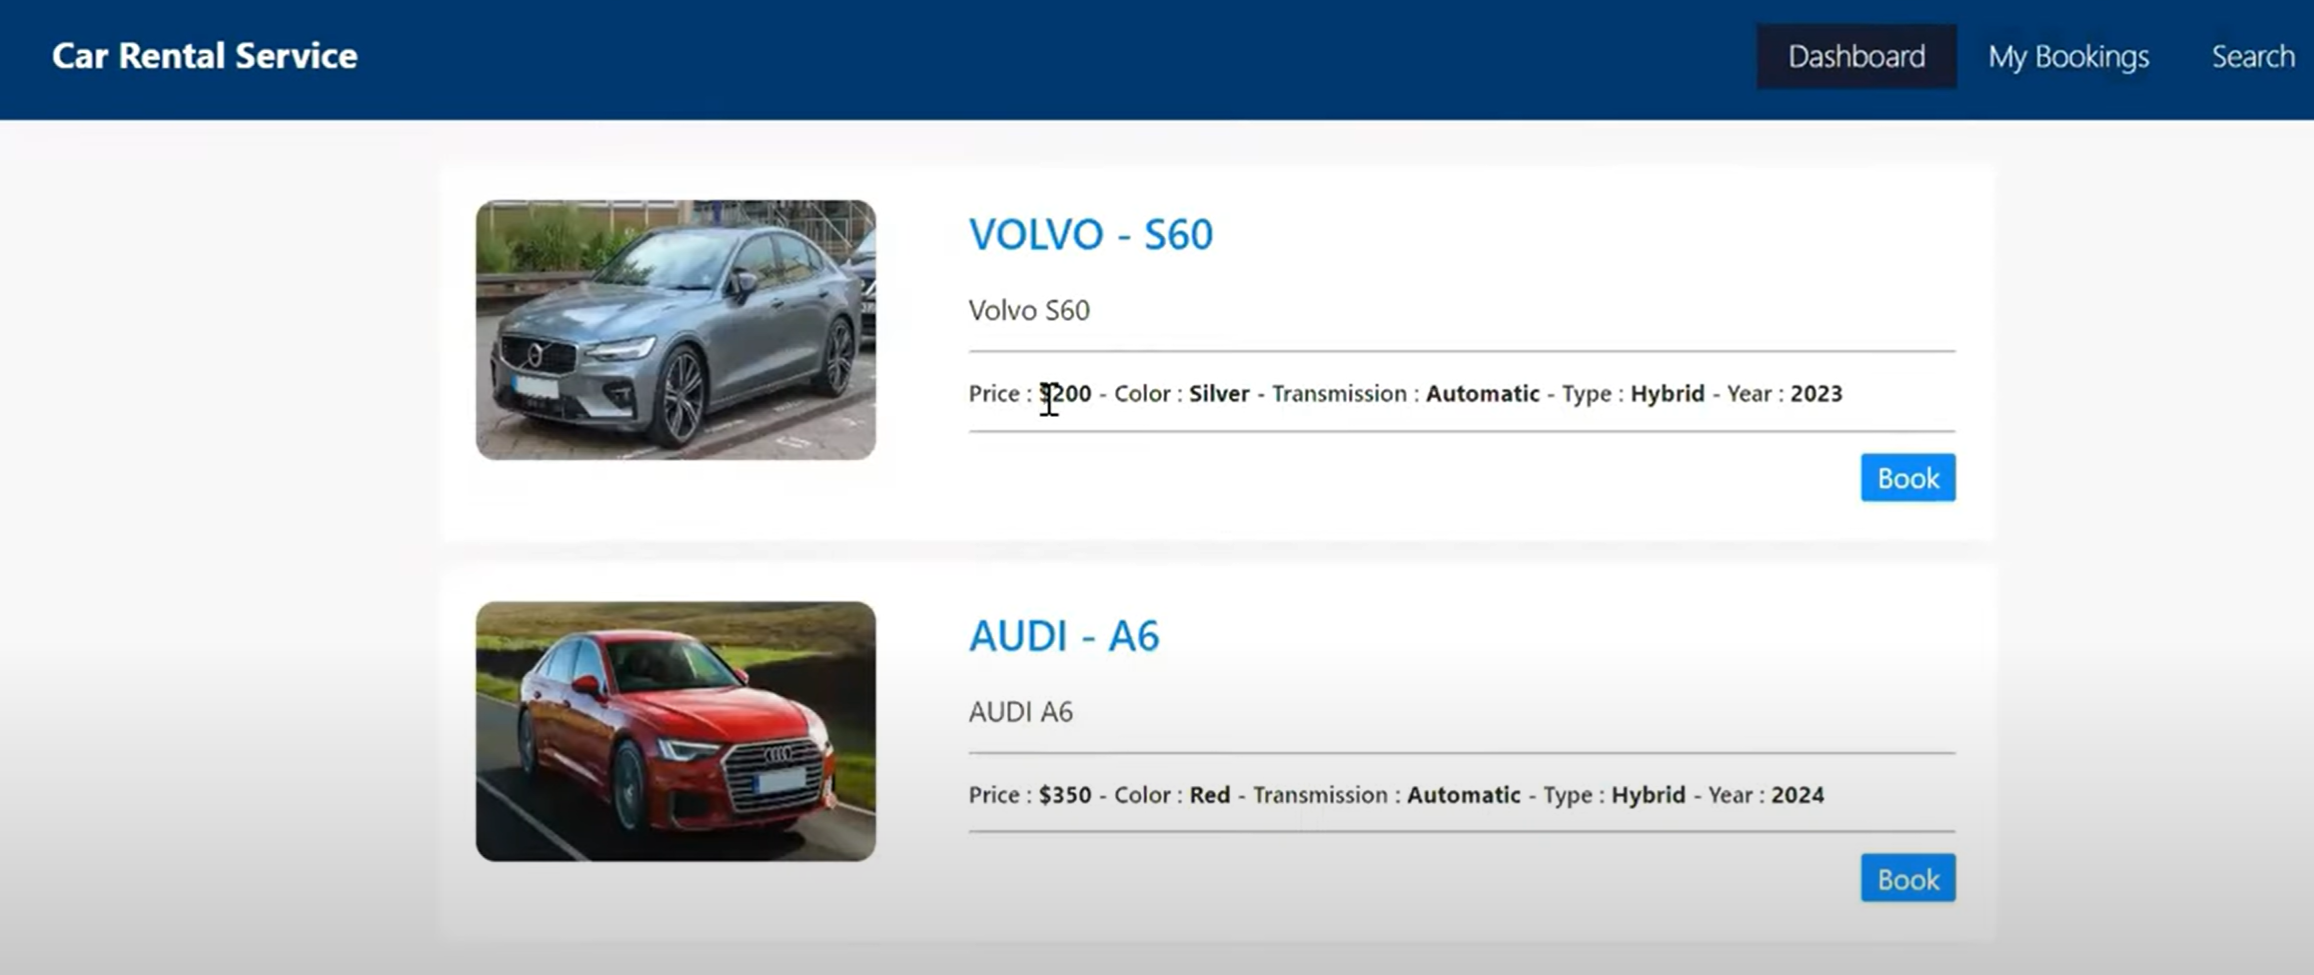 Car Rental Service
Dashboard
My Bookings
Search
VOLVO - S60
Volvo S60
Price : $200 - Color : Silver - Transmission : Automatic - Type : Hybrid - Year : 2023
Book
AUDI - A6
AUDI A6
Price : $350 - Color : Red - Transmission : Automatic - Type : Hybrid - Year : 2024
Book